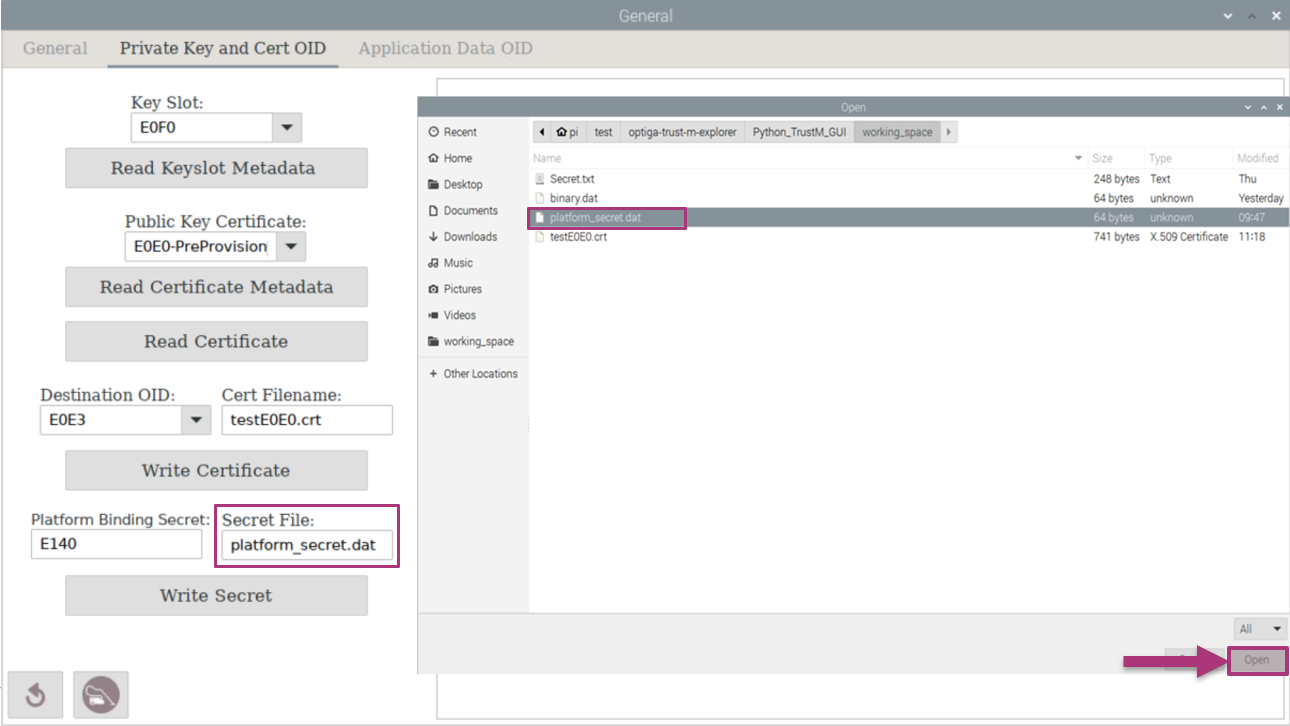 General
General Private Key and Cert OID Application Data OID
Key Slot:
E0F0
Read Keyslot Metadata
Public Key Certificate:
E0E0-PreProvision
Read Certificate Metadata
Read Certificate
Destination OID: Cert Filename:
E0E3 testE0E0.crt
Write Certificate
Platform Binding Secret: Secret File:
E140 platform_secret.dat
Write Secret
Open
Recent
Home
Desktop
Documents
Downloads
Music
Pictures
Videos
working_space
+ Other Locations
pi test optiga-trust-m-explorer Python_TrustM_GUI working_space
Name Size Type Modified
Secret.txt 248 bytes Text Thu
binary.dat 64 bytes unknown Yesterday
platform_secret.dat 64 bytes unknown 09:47
testE0E0.crt 741 bytes X.509 Certificate 11:18
All
Open